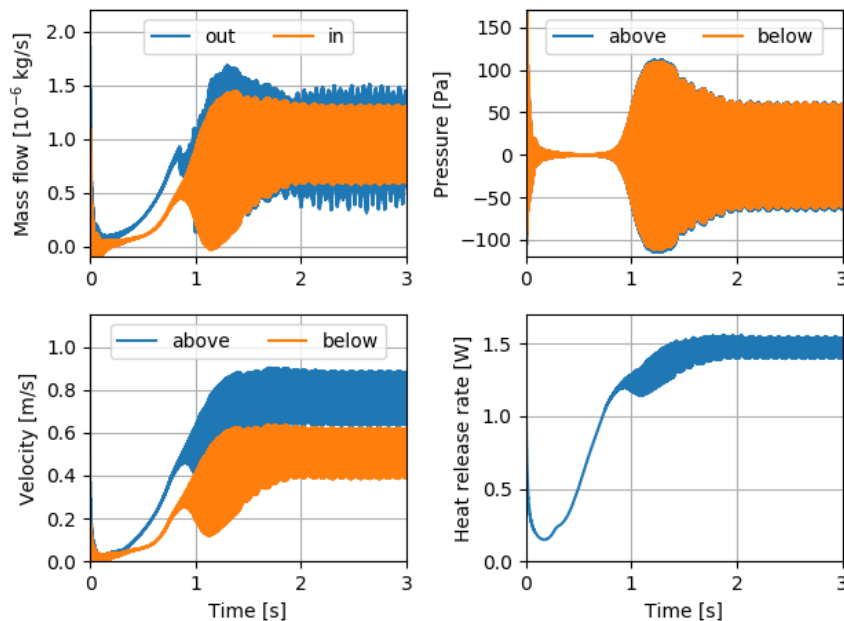 Mass flow [10⁻⁶ kg/s]
2.0
1.5
1.0
0.5
0.0
out in
0 1 2 3
Pressure [Pa]
150
100
50
0
−50
−100
above below
0 1 2 3
Velocity [m/s]
1.0
0.8
0.6
0.4
0.2
0.0
above below
0 1 2 3
Time [s]
Heat release rate [W]
1.5
1.0
0.5
0.0
0 1 2 3
Time [s]